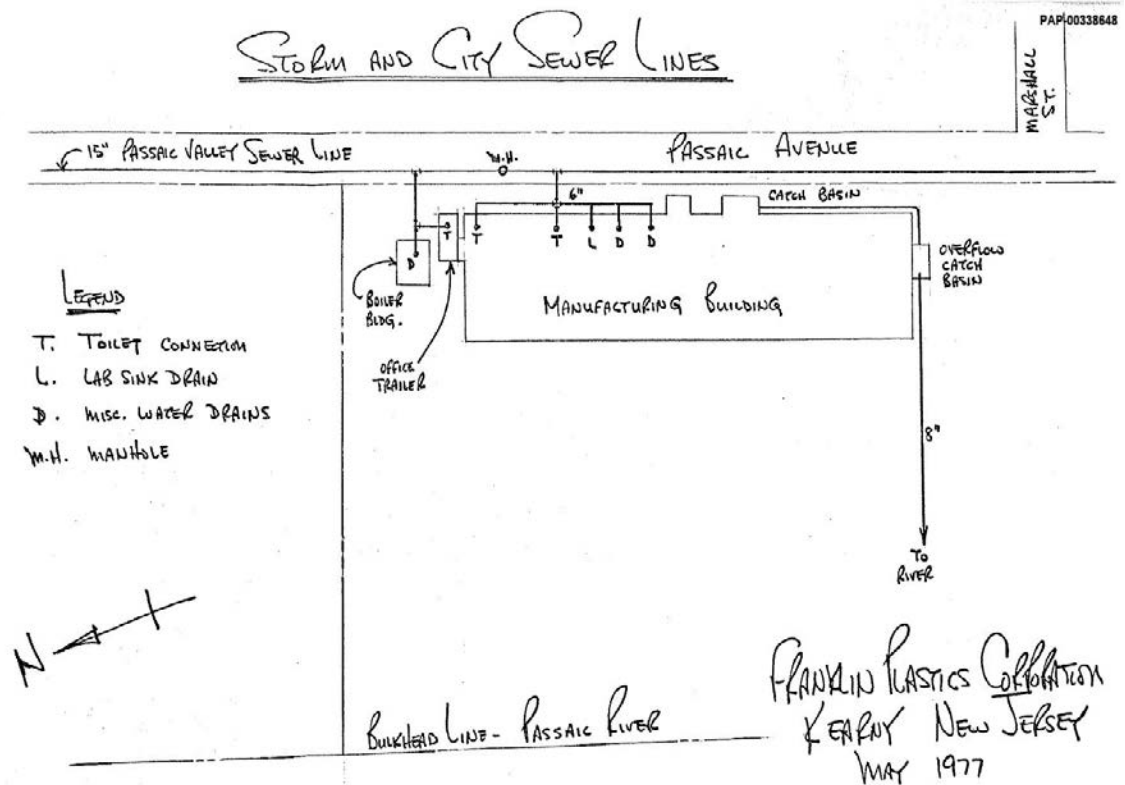 PAP-00338648
STORM AND CITY SEWER LINES
MARSHALL
ST.
15" PASSAIC VALLEY SEWER LINE
M.H.
PASSAIC AVENUE
6"
CATCH BASIN
T
T
T
L
D
D
D
OVERFLOW
CATCH
BASIN
BOILER
BLDG.
MANUFACTURING BUILDING
OFFICE
TRAILER
LEGEND
T. TOILET CONNECTION
L. LAB SINK DRAIN
D. MISC. WATER DRAINS
M.H. MANHOLE
8"
TO
RIVER
N
BULKHEAD LINE - PASSAIC RIVER
FRANKLIN PLASTICS CORPORATION
KEARNY NEW JERSEY
MAY 1977